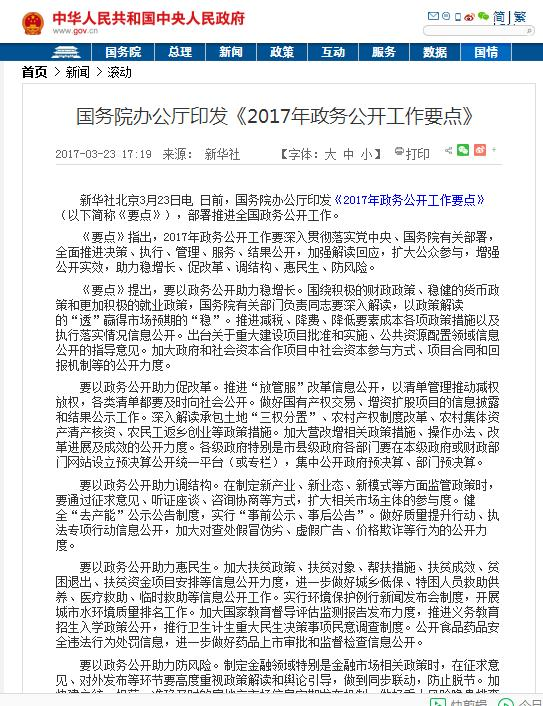 中华人民共和国中央人民政府
www.gov.cn
简|繁
国务院 总理 新闻 政策 互动 服务 数据 国情
首页 > 新闻 > 滚动
国务院办公厅印发《2017年政务公开工作要点》
2017-03-23 17:19 来源： 新华社 【字体：大 中 小】 打印
新华社北京3月23日电 日前，国务院办公厅印发《2017年政务公开工作要点》
（以下简称《要点》），部署推进全国政务公开工作。
《要点》指出，2017年政务公开工作要深入贯彻落实党中央、国务院有关部署，
全面推进决策、执行、管理、服务、结果公开，加强解读回应，扩大公众参与，增强
公开实效，助力稳增长、促改革、调结构、惠民生、防风险。
《要点》提出，要以政务公开助力稳增长。围绕积极的财政政策、稳健的货币政
策和更加积极的就业政策，国务院有关部门负责同志要深入解读，以政策解读
的“透”赢得市场预期的“稳”。推进减税、降费、降低要素成本各项政策措施以及
执行落实情况信息公开。出台关于重大建设项目批准和实施、公共资源配置领域信息
公开的指导意见。加大政府和社会资本合作项目中社会资本参与方式、项目合同和回
报机制等的公开力度。
要以政务公开助力促改革。推进“放管服”改革信息公开，以清单管理推动减权
放权，各类清单都要及时向社会公开。做好国有产权交易、增资扩股项目的信息披露
和结果公示工作。深入解读承包土地“三权分置”、农村产权制度改革、农村集体资
产清产核资、农民工返乡创业等政策措施。加大营改增相关政策措施、操作办法、改
革进展及成效的公开力度。各级政府特别是市县级政府各部门要在本级政府或财政部
门网站设立预决算公开统一平台（或专栏），集中公开政府预决算、部门预决算。
要以政务公开助力调结构。在制定新产业、新业态、新模式等方面监管政策时，
要通过征求意见、听证座谈、咨询协商等方式，扩大相关市场主体的参与度。健
全“去产能”公示公告制度，实行“事前公示、事后公告”。做好质量提升行动、执
法专项行动信息公开，加大对查处假冒伪劣、虚假广告、价格欺诈等行为的公开力
度。
要以政务公开助力惠民生。加大扶贫政策、扶贫对象、帮扶措施、扶贫成效、贫
困退出、扶贫资金项目安排等信息公开力度，进一步做好城乡低保、特困人员救助供
养、医疗救助、临时救助等信息公开工作。实行环境保护例行新闻发布会制度，开展
城市水环境质量排名工作。加大国家教育督导评估监测报告发布力度，推进义务教育
招生入学政策公开，推行卫生计生重大民生决策事项民意调查制度。公开食品药品安
全违法行为处罚信息，进一步做好药品上市审批和监督检查信息公开。
要以政务公开助力防风险。制定金融领域特别是金融市场相关政策时，在征求意
见、对外发布等环节要高度重视政策解读和舆论引导，做到同步联动，防止脱节。加